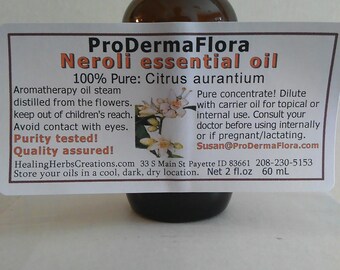 ProDermaFlora
Neroli essential oil
100% Pure: Citrus aurantium
Aromatherapy oil steam
distilled from the flowers.
keep out of children's reach.
Avoid contact with eyes.
Purity tested!
Quality assured!
Pure concentrate! Dilute
with carrier oil for topical or
internal use. Consult your
doctor before using internally
or if pregnant/lactating.
Susan@ProDermaFlora.com
HealingHerbsCreations.com 33 S Main St Payette ID 83661 208-230-5153
Store your oils in a cool, dark, dry location. Net 2 fl.oz 60 mL